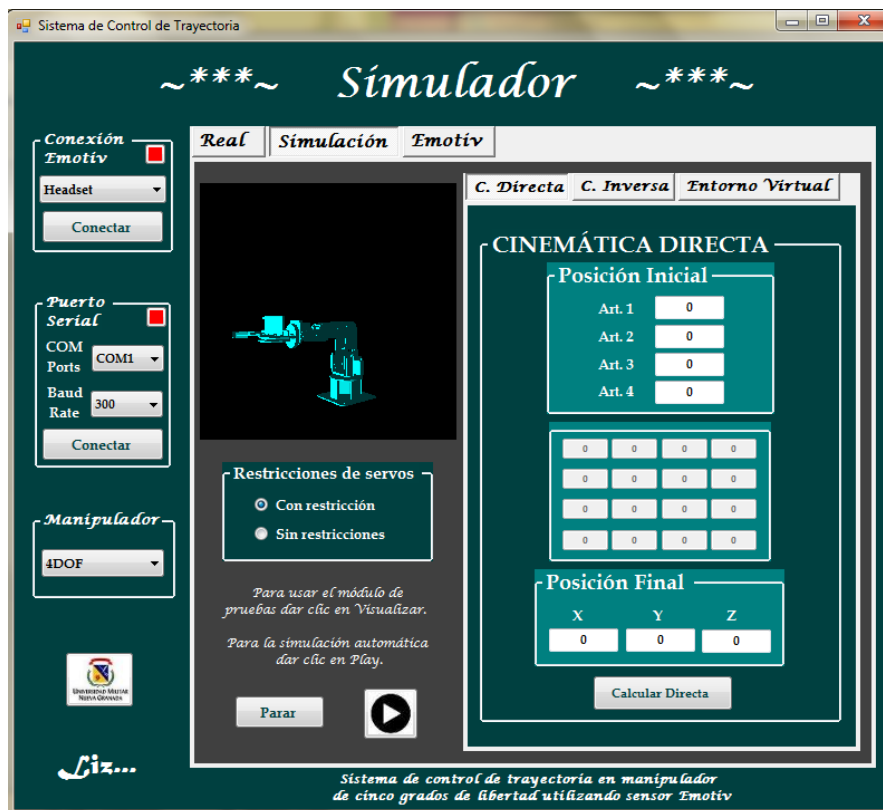 Sistema de Control de Trayectoria
~***~ Simulador ~***~
Conexión
Emotiv
Headset
Conectar
Puerto
Serial
COM
Ports
COM1
Baud
Rate
300
Conectar
Manipulador
4DOF
UNIVERSIDAD MILITAR
NUEVA GRANADA
Liz...
Real
Simulación
Emotiv
Restricciones de servos
Con restricción
Sin restricciones
Para usar el módulo de
pruebas dar clic en Visualizar.
Para la simulación automática
dar clic en Play.
Parar
C. Directa
C. Inversa
Entorno Virtual
CINEMÁTICA DIRECTA
Posición Inicial
Art. 1 0
Art. 2 0
Art. 3 0
Art. 4 0
0 0 0 0
0 0 0 0
0 0 0 0
0 0 0 0
Posición Final
X Y Z
0 0 0
Calcular Directa
Sistema de control de trayectoria en manipulador
de cinco grados de libertad utilizando sensor Emotiv